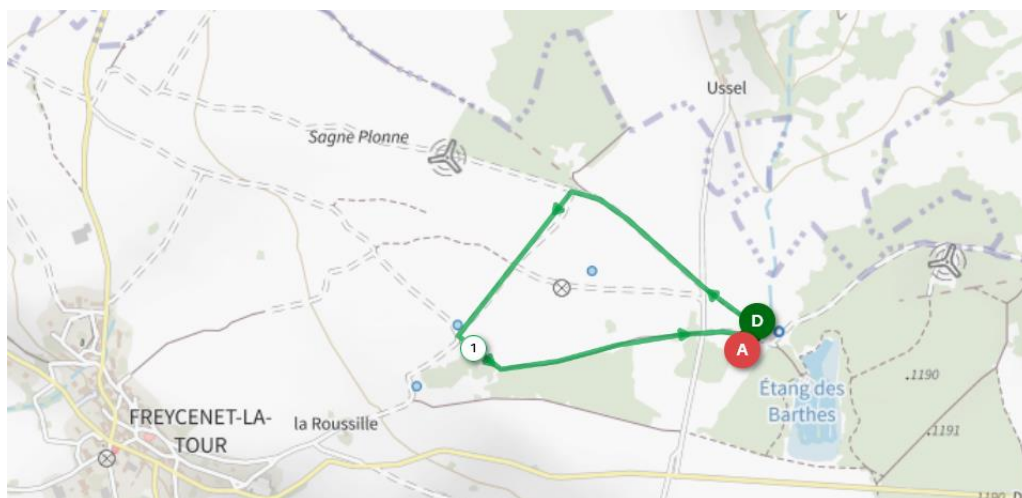 Ussel
Sagne Plonne
D
1
A
Étang des
Barthes
.1190
FREYCENET-LA-
TOUR
la Roussille
.1191
1190